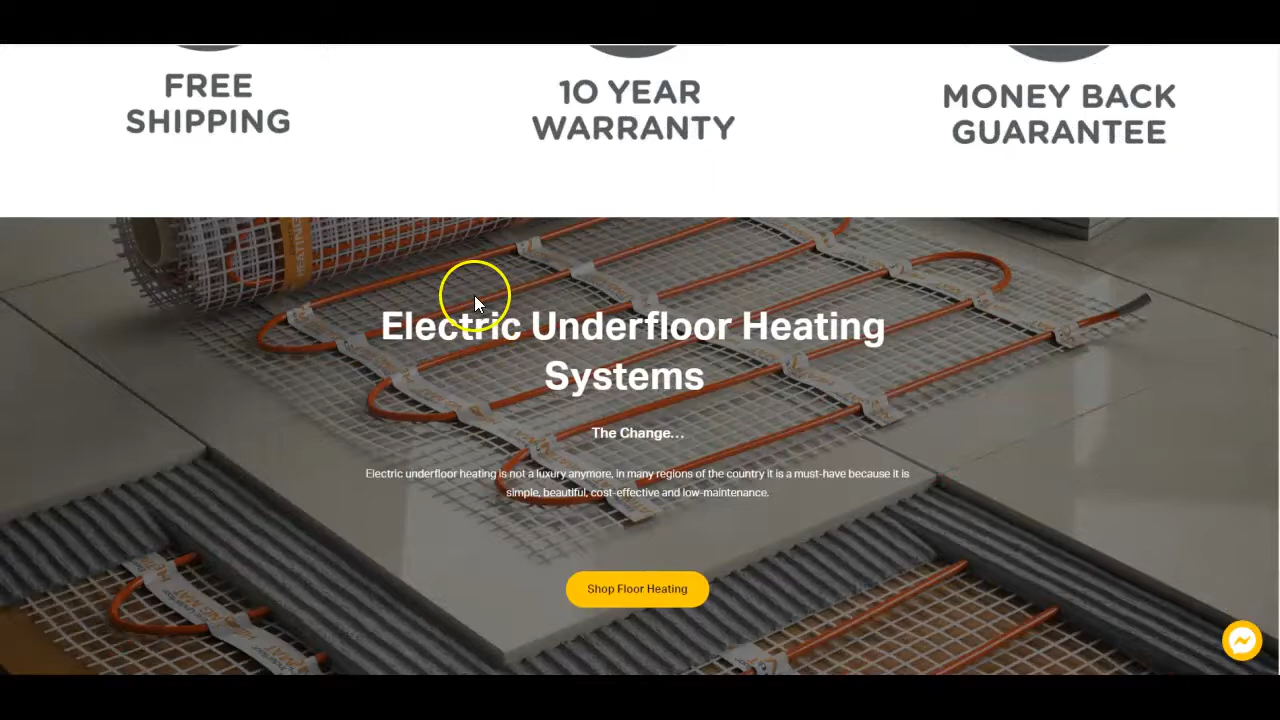 FREE
SHIPPING
10 YEAR
WARRANTY
MONEY BACK
GUARANTEE
HEATING
Electric Underfloor Heating
Systems
The Change...
Electric underfloor heating is not a luxury anymore, in many regions of the country it is a must-have because it is
simple, beautiful, cost-effective and low-maintenance.
Shop Floor Heating